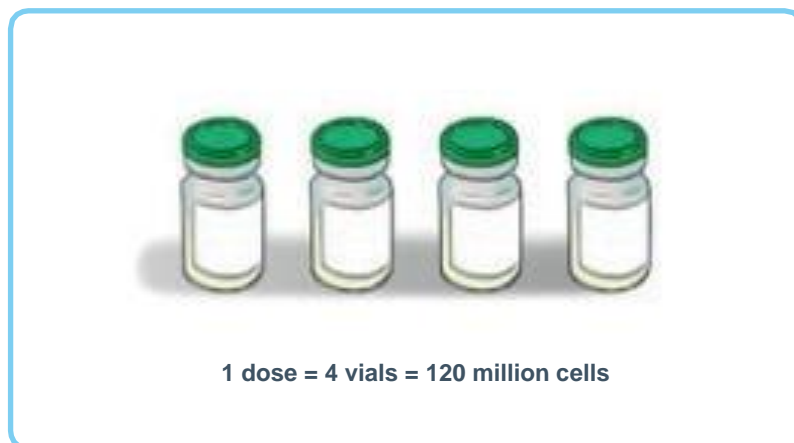 1 dose = 4 vials = 120 million cells